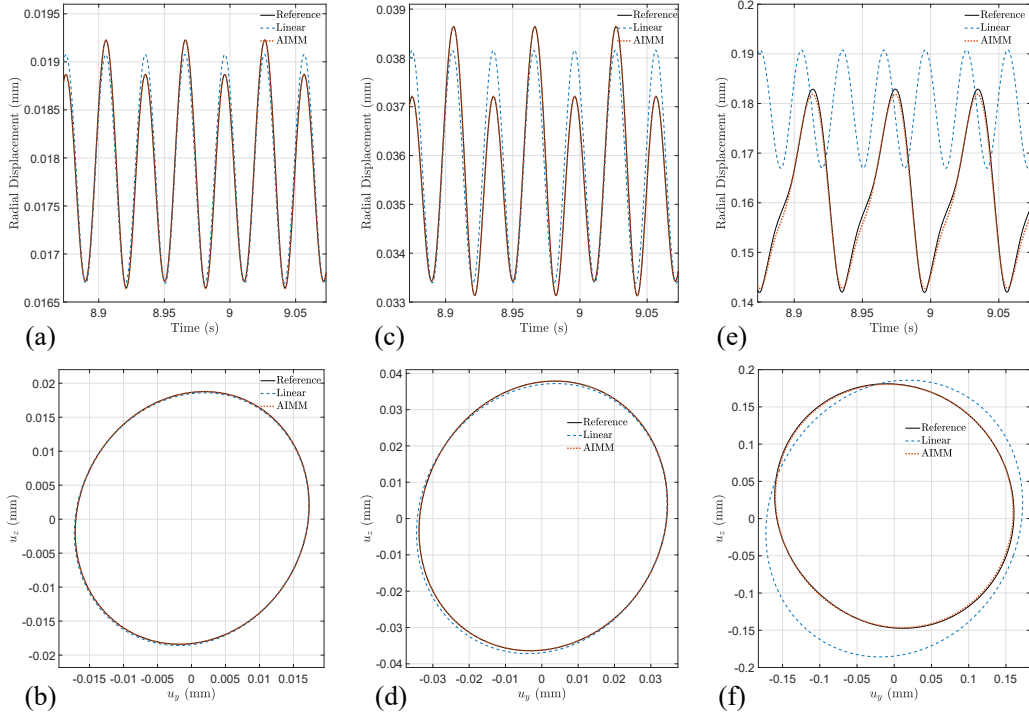 0.0195
0.019
0.0185
0.018
0.0175
0.017
0.0165
Radial Displacement (mm)
Reference
Linear
AIMM
8.9
8.95
9
9.05
Time (s)
(a)
0.039
0.038
0.037
0.036
0.035
0.034
0.033
Radial Displacement (mm)
Reference
Linear
AIMM
8.9
8.95
9
9.05
Time (s)
(c)
0.2
0.19
0.18
0.17
0.16
0.15
0.14
Radial Displacement (mm)
Reference
Linear
AIMM
8.9
8.95
9
9.05
Time (s)
(e)
0.02
0.015
0.01
0.005
0
-0.005
-0.01
-0.015
-0.02
u_z (mm)
Reference
Linear
AIMM
-0.015
-0.010
-0.005
0
0.005
0.01
0.015
u_y (mm)
(b)
0.04
0.03
0.02
0.01
0
-0.01
-0.02
-0.03
-0.04
u_z (mm)
Reference
Linear
AIMM
-0.03
-0.02
-0.01
0
0.01
0.02
0.03
u_y (mm)
(d)
0.2
0.15
0.1
0.05
0
-0.05
-0.1
-0.15
-0.2
u_z (mm)
Reference
Linear
AIMM
-0.15
-0.1
-0.05
0
0.05
0.1
0.15
u_y (mm)
(f)